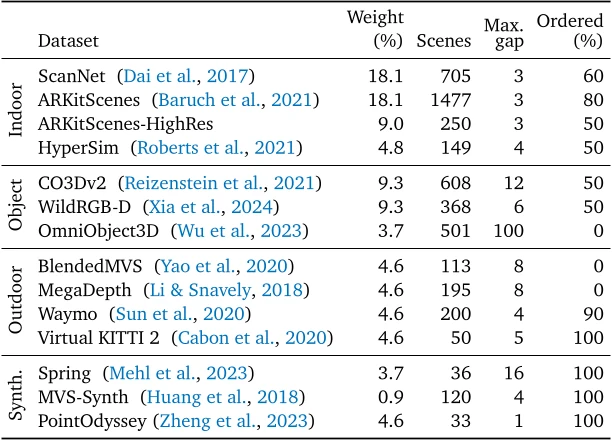 Dataset Weight (%) Scenes Max. gap Ordered (%)
Indoor
ScanNet (Dai et al., 2017) 18.1 705 3 60
ARKitScenes (Baruch et al., 2021) 18.1 1477 3 80
ARKitScenes-HighRes 9.0 250 3 50
HyperSim (Roberts et al., 2021) 4.8 149 4 50
Object
CO3Dv2 (Reizenstein et al., 2021) 9.3 608 12 50
WildRGB-D (Xia et al., 2024) 9.3 368 6 50
OmniObject3D (Wu et al., 2023) 3.7 501 100 0
Outdoor
BlendedMVS (Yao et al., 2020) 4.6 113 8 0
MegaDepth (Li & Snavely, 2018) 4.6 195 8 0
Waymo (Sun et al., 2020) 4.6 200 4 90
Virtual KITTI 2 (Cabon et al., 2020) 4.6 50 5 100
Synth.
Spring (Mehl et al., 2023) 3.7 36 16 100
MVS-Synth (Huang et al., 2018) 0.9 120 4 100
PointOdyssey (Zheng et al., 2023) 4.6 33 1 100